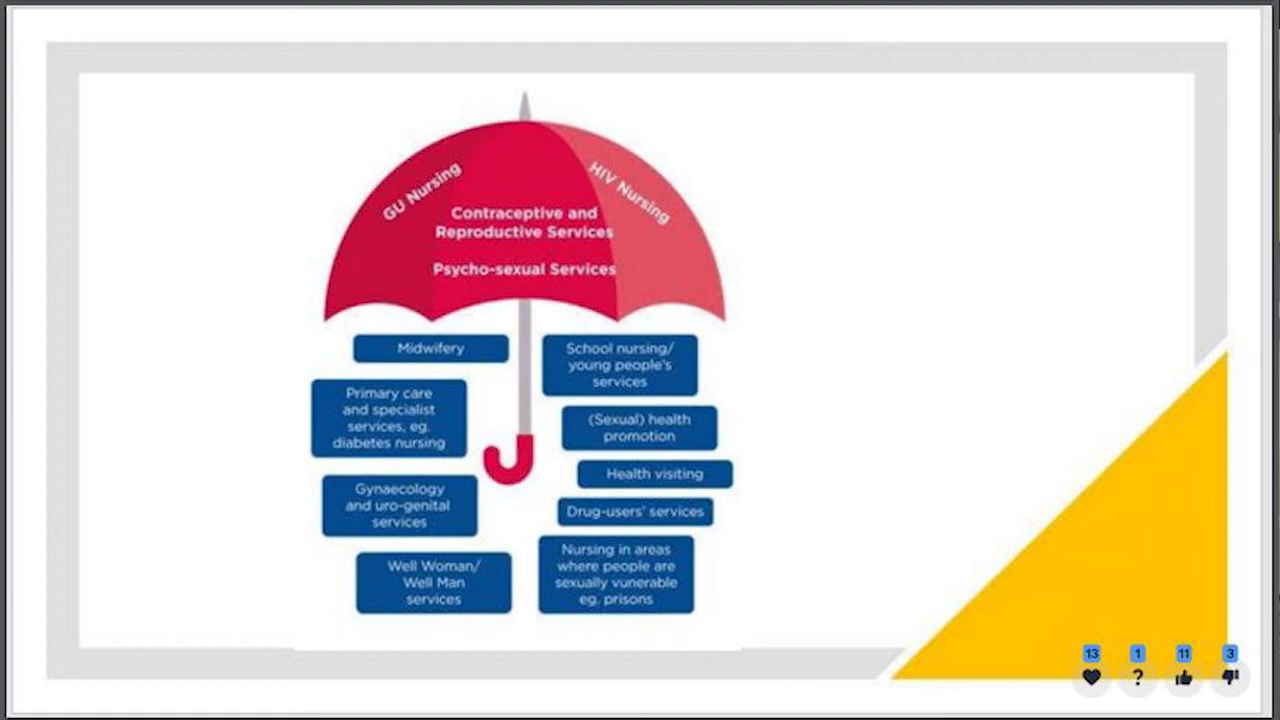 GU Nursing
HIV Nursing
Contraceptive and
Reproductive Services
Psycho-sexual Services
Midwifery
Primary care
and specialist
services, eg.
diabetes nursing
Gynaecology
and uro-genital
services
Well Woman/
Well Man
services
School nursing/
young people's
services
(Sexual) health
promotion
Health visiting
Drug-users' services
Nursing in areas
where people are
sexually vunerable
eg. prisons
13 1 11 3
?